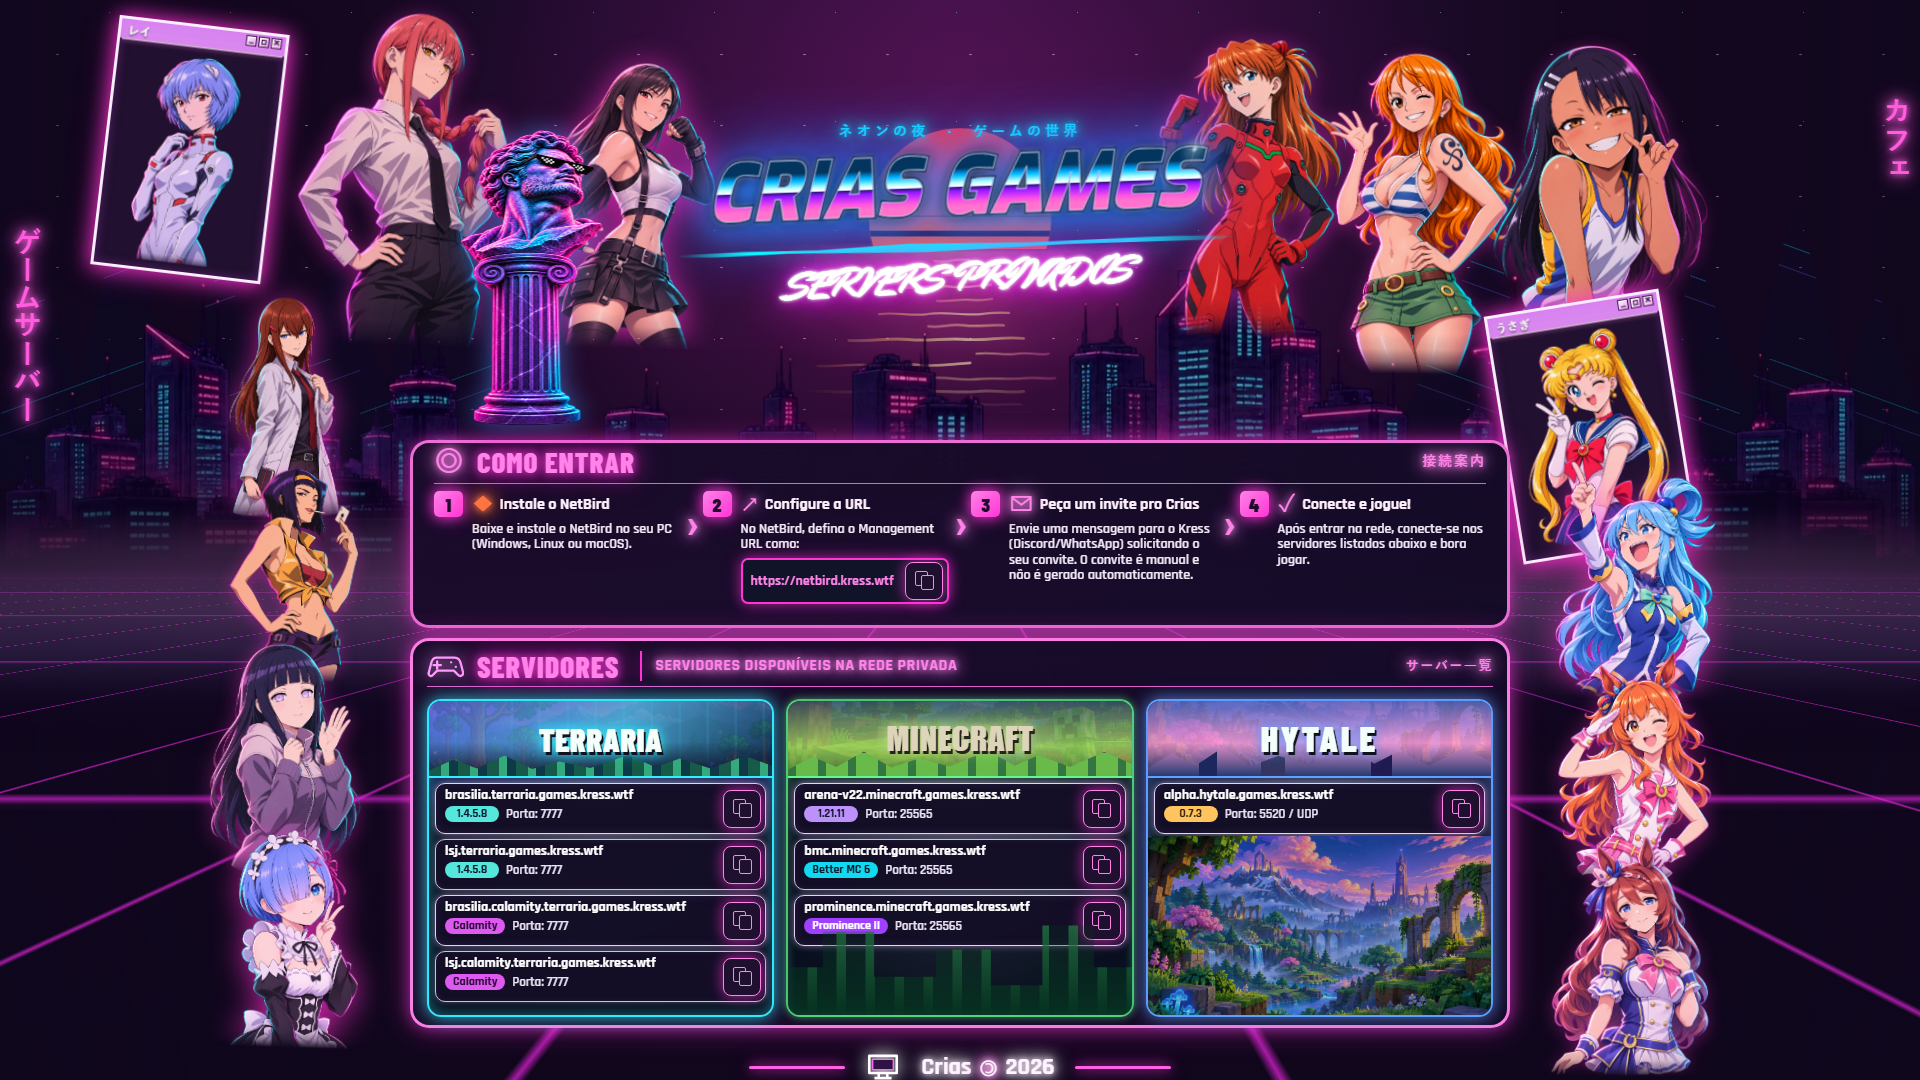 レイ
ネオンの夜 · ゲームの世界
CRIAS GAMES
SERVERS PRIVADOS
カフェ
ゲームサーバー
うさぎ
COMO ENTRAR
接続案内
1 Instale o NetBird
Baixe e instale o NetBird no seu PC
(Windows, Linux ou macOS).
2 Configure a URL
No NetBird, defina o Management
URL como:
https://netbird.kress.wtf
3 Peça um invite pro Crias
Envie uma mensagem para o Kress
(Discord/WhatsApp) solicitando o
seu convite. O convite é manual e
não é gerado automaticamente.
4 Conecte e jogue!
Após entrar na rede, conecte-se nos
servidores listados abaixo e bora
jogar.
SERVIDORES
SERVIDORES DISPONÍVEIS NA REDE PRIVADA
サーバー一覧
TERRARIA
brasilia.terraria.games.kress.wtf
1.4.5.8 Porta: 7777
lsj.terraria.games.kress.wtf
1.4.5.8 Porta: 7777
brasilia.calamity.terraria.games.kress.wtf
Calamity Porta: 7777
lsj.calamity.terraria.games.kress.wtf
Calamity Porta: 7777
MINECRAFT
arena-v22.minecraft.games.kress.wtf
1.21.11 Porta: 25565
bmc.minecraft.games.kress.wtf
Better MC 6 Porta: 25565
prominence.minecraft.games.kress.wtf
Prominence II Porta: 25565
HYTALE
alpha.hytale.games.kress.wtf
0.7.3 Porta: 5520 / UDP
Crias 2026